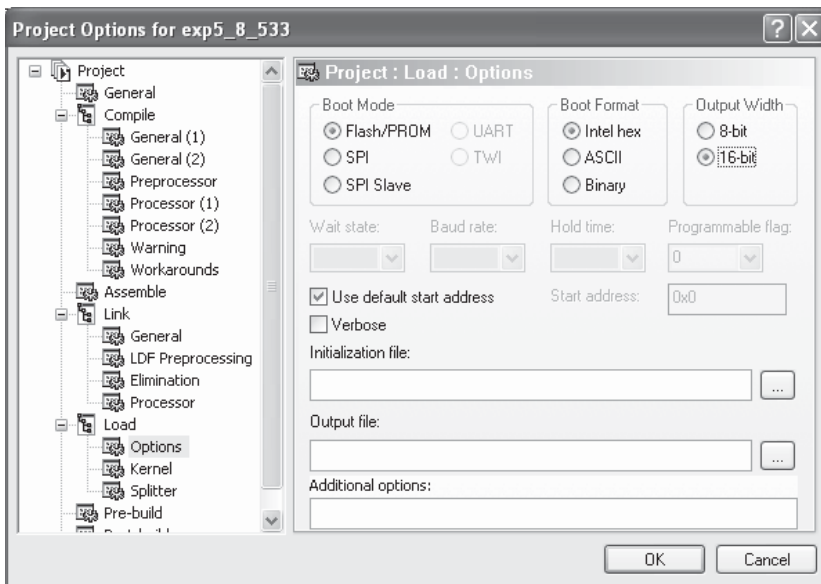 Project Options for exp5_8_533
Project
General
Compile
General (1)
General (2)
Preprocessor
Processor (1)
Processor (2)
Warning
Workarounds
Assemble
Link
General
LDF Preprocessing
Elimination
Processor
Load
Options
Kernel
Splitter
Pre-build
Project : Load : Options
Boot Mode
Flash/PROM UART
SPI TWI
SPI Slave
Boot Format
Intel hex
ASCII
Binary
Output Width
8-bit
16-bit
Wait state: Baud rate: Hold time: Programmable flag:
0
Use default start address Start address: 0x0
Verbose
Initialization file:
...
Output file:
...
Additional options:
OK Cancel